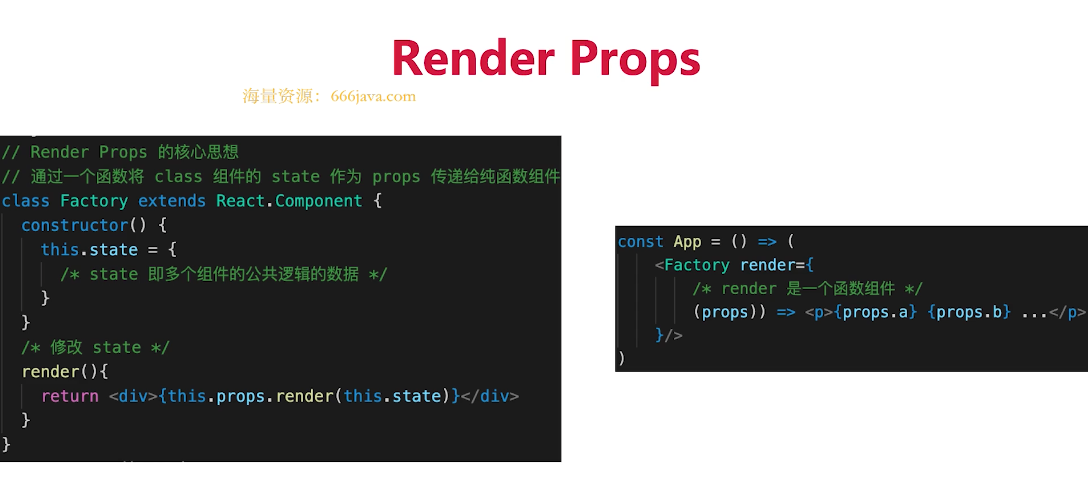 Render Props
海量资源：666java.com
// Render Props 的核心思想
// 通过一个函数将 class 组件的 state 作为 props 传递给纯函数组件
class Factory extends React.Component {
constructor() {
this.state = {
/* state 即多个组件的公共逻辑的数据 */
}
}
/* 修改 state */
render(){
return <div>{this.props.render(this.state)}</div>
}
}
const App = () => (
<Factory render={
/* render 是一个函数组件 */
(props)) => <p>{props.a} {props.b} ...</p>
}/>
)